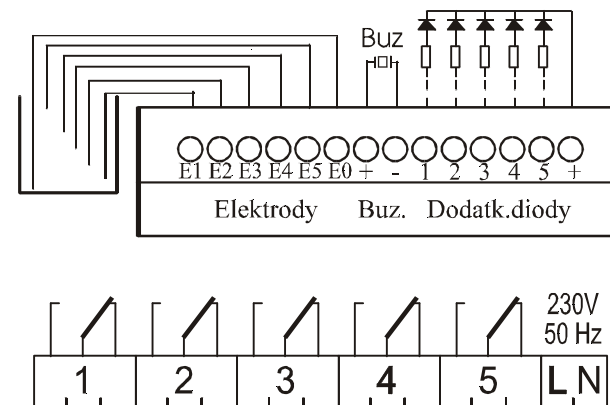 Buz
E1 E2 E3 E4 E5 E0 + - 1 2 3 4 5 +
Elektrody Buz. Dodatk.diody
230V
50 Hz
1 2 3 4 5 L N